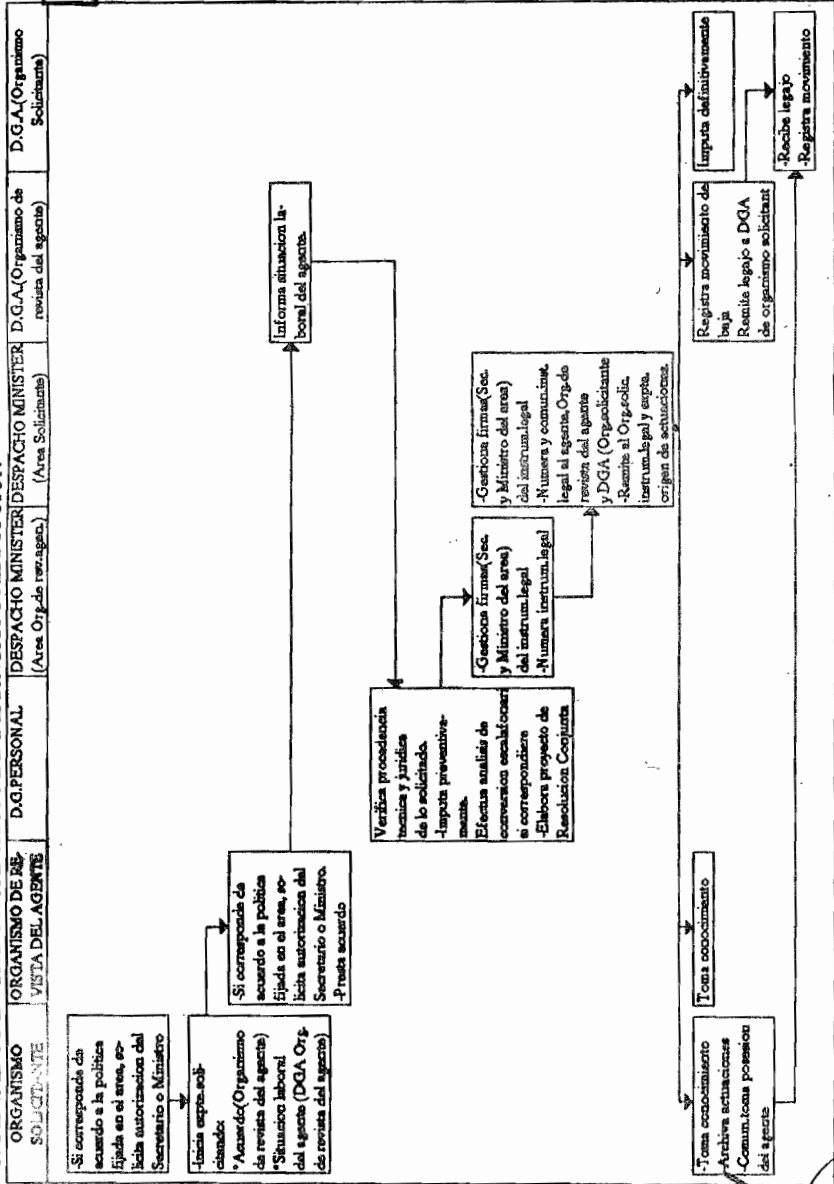 ORGANISMO
SOLICITANTE
ORGANISMO DE RE-
VISTA DEL AGENTE
D.G.PERSONAL
DESPACHO MINISTER
(Area Org.de rev.agen.)
DESPACHO MINISTER
(Area Solicitante)
D.G.A.(Organismo de
revista del agente)
D.G.A.(Organismo
Solicitante)
-Si corresponde de
acuerdo a la politica
fijada en el area, so-
licita autorizacion del
Secretario o Ministro
-Inicia expte.soli-
citando:
*Acuerdo(Organismo
de revista del agente)
*Situacion laboral
del agente (DGA Org.
de revista del agente)
-Si corresponde de
acuerdo a la politica
fijada en el area, so-
licita autorizacion del
Secretario o Ministro.
-Presta acuerdo
Informa situacion la-
boral del agente.
Verifica procedencia
tecnica y juridica
de lo solicitado.
-Imputa preventiva-
mente.
Efectua analisis de
conversion escalafonari
si correspondiere
-Elabora proyecto de
Resolucion Conjunta
-Gestiona firmas(Sec.
y Ministro del area)
del instrum.legal
-Numera instrum.legal
-Gestiona firmas(Sec.
y Ministro del area)
del instrum.legal
-Numera y comun.inst.
legal al agente,Org.de
revista del agente
y DGA (Org.solicitante
-Remite al Org.solic.
instrum.legal y expte.
origen de actuaciones.
-Toma conocimiento
Archiva actuaciones
-Comun.toma posesion
del agente
Toma conocimiento
Registra movimiento de
baja
Remite legajo a DGA
de organismo solicitant
Imputa definitivamente
-Recibe legajo
-Registra movimiento